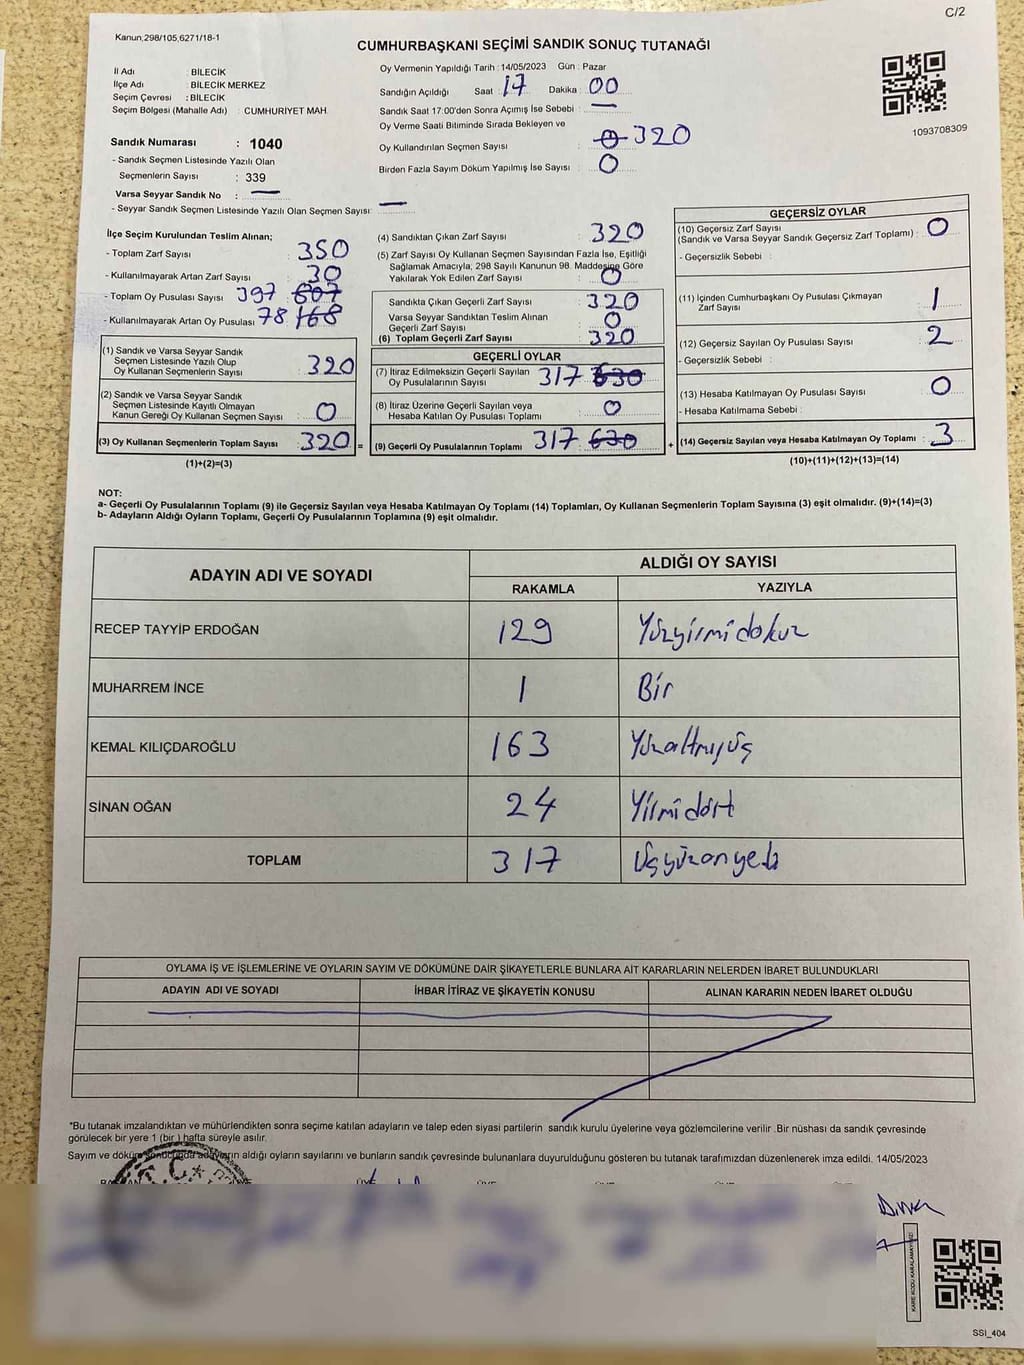 C/2
Kanun,298/105,6271/18-1
CUMHURBAŞKANI SEÇİMİ SANDIK SONUÇ TUTANAĞI
İl Adı : BİLECİK
İlçe Adı : BİLECİK MERKEZ
Seçim Çevresi : BİLECİK
Seçim Bölgesi (Mahalle Adı) : CUMHURİYET MAH.
Sandık Numarası : 1040
- Sandık Seçmen Listesinde Yazılı Olan
Seçmenlerin Sayısı : 339
Varsa Seyyar Sandık No : —
- Seyyar Sandık Seçmen Listesinde Yazılı Olan Seçmen Sayısı: —
Oy Vermenin Yapıldığı Tarih : 14/05/2023 Gün : Pazar
Sandığın Açıldığı Saat : 17 Dakika : 00
Sandık Saat 17:00'den Sonra Açımış İse Sebebi : —
Oy Verme Saati Bitiminde Sırada Bekleyen ve
Oy Kullandırılan Seçmen Sayısı : 0 320
Birden Fazla Sayım Döküm Yapılmış İse Sayısı : 0
1093708309
İlçe Seçim Kurulundan Teslim Alınan;
- Toplam Zarf Sayısı : 350
- Kullanılmayarak Artan Zarf Sayısı : 30
- Toplam Oy Pusulası Sayısı 397 : 807
- Kullanılmayarak Artan Oy Pusulası 78 : 168
(1) Sandık ve Varsa Seyyar Sandık
Seçmen Listesinde Yazılı Olup
Oy Kullanan Seçmenlerin Sayısı : 320
(2) Sandık ve Varsa Seyyar Sandık
Seçmen Listesinde Kayıtlı Olmayan
Kanun Gereği Oy Kullanan Seçmen Sayısı : 0
(3) Oy Kullanan Seçmenlerin Toplam Sayısı : 320 =
(1)+(2)=(3)
(4) Sandıktan Çıkan Zarf Sayısı : 320
(5) Zarf Sayısı Oy Kullanan Seçmen Sayısından Fazla İse, Eşitliği
Sağlamak Amacıyla; 298 Sayılı Kanunun 98. Maddesine Göre
Yakılarak Yok Edilen Zarf Sayısı : 0
Sandıkta Çıkan Geçerli Zarf Sayısı : 320
Varsa Seyyar Sandıktan Teslim Alınan
Geçerli Zarf Sayısı : 0
(6) Toplam Geçerli Zarf Sayısı : 320
GEÇERLİ OYLAR
(7) İtiraz Edilmeksizin Geçerli Sayılan
Oy Pusulalarının Sayısı 317 : 630
(8) İtiraz Üzerine Geçerli Sayılan veya
Hesaba Katılan Oy Pusulası Toplamı : 0
(9) Geçerli Oy Pusulalarının Toplamı 317 : 630 +
GEÇERSİZ OYLAR
(10) Geçersiz Zarf Sayısı
(Sandık ve Varsa Seyyar Sandık Geçersiz Zarf Toplamı) : 0
- Geçersizlik Sebebi :
(11) İçinden Cumhurbaşkanı Oy Pusulası Çıkmayan
Zarf Sayısı : 1
(12) Geçersiz Sayılan Oy Pusulası Sayısı : 2
- Geçersizlik Sebebi :
(13) Hesaba Katılmayan Oy Pusulası Sayısı : 0
- Hesaba Katılmama Sebebi :
(14) Geçersiz Sayılan veya Hesaba Katılmayan Oy Toplamı : 3
(10)+(11)+(12)+(13)=(14)
NOT:
a- Geçerli Oy Pusulalarının Toplamı (9) ile Geçersiz Sayılan veya Hesaba Katılmayan Oy Toplamı (14) Toplamları, Oy Kullanan Seçmenlerin Toplam Sayısına (3) eşit olmalıdır. (9)+(14)=(3)
b- Adayların Aldığı Oyların Toplamı, Geçerli Oy Pusulalarının Toplamına (9) eşit olmalıdır.
ADAYIN ADI VE SOYADI ALDIĞI OY SAYISI
RAKAMLA YAZIYLA
RECEP TAYYİP ERDOĞAN 129 Yüzyirmidokuz
MUHARREM İNCE 1 Bir
KEMAL KILIÇDAROĞLU 163 Yüzaltmışüç
SİNAN OĞAN 24 Yirmidört
TOPLAM 317 Üçyüzonyedi
OYLAMA İŞ VE İŞLEMLERİNE VE OYLARIN SAYIM VE DÖKÜMÜNE DAİR ŞİKAYETLERLE BUNLARA AİT KARARLARIN NELERDEN İBARET BULUNDUKLARI
ADAYIN ADI VE SOYADI İHBAR İTİRAZ VE ŞİKAYETİN KONUSU ALINAN KARARIN NEDEN İBARET OLDUĞU
*Bu tutanak imzalandıktan ve mühürlendikten sonra seçime katılan adayların ve talep eden siyasi partilerin sandık kurulu üyelerine veya gözlemcilerine verilir .Bir nüshası da sandık çevresinde
görülecek bir yere 1 (bir ) hafta süreyle asılır.
Sayım ve döküm sonucunda adayların aldığı oyların sayılarını ve bunların sandık çevresinde bulunanlara duyurulduğunu gösteren bu tutanak tarafımızdan düzenlenerek imza edildi. 14/05/2023
T.C.
KARE KODU KARALAMAYINIZ!
SSI_404